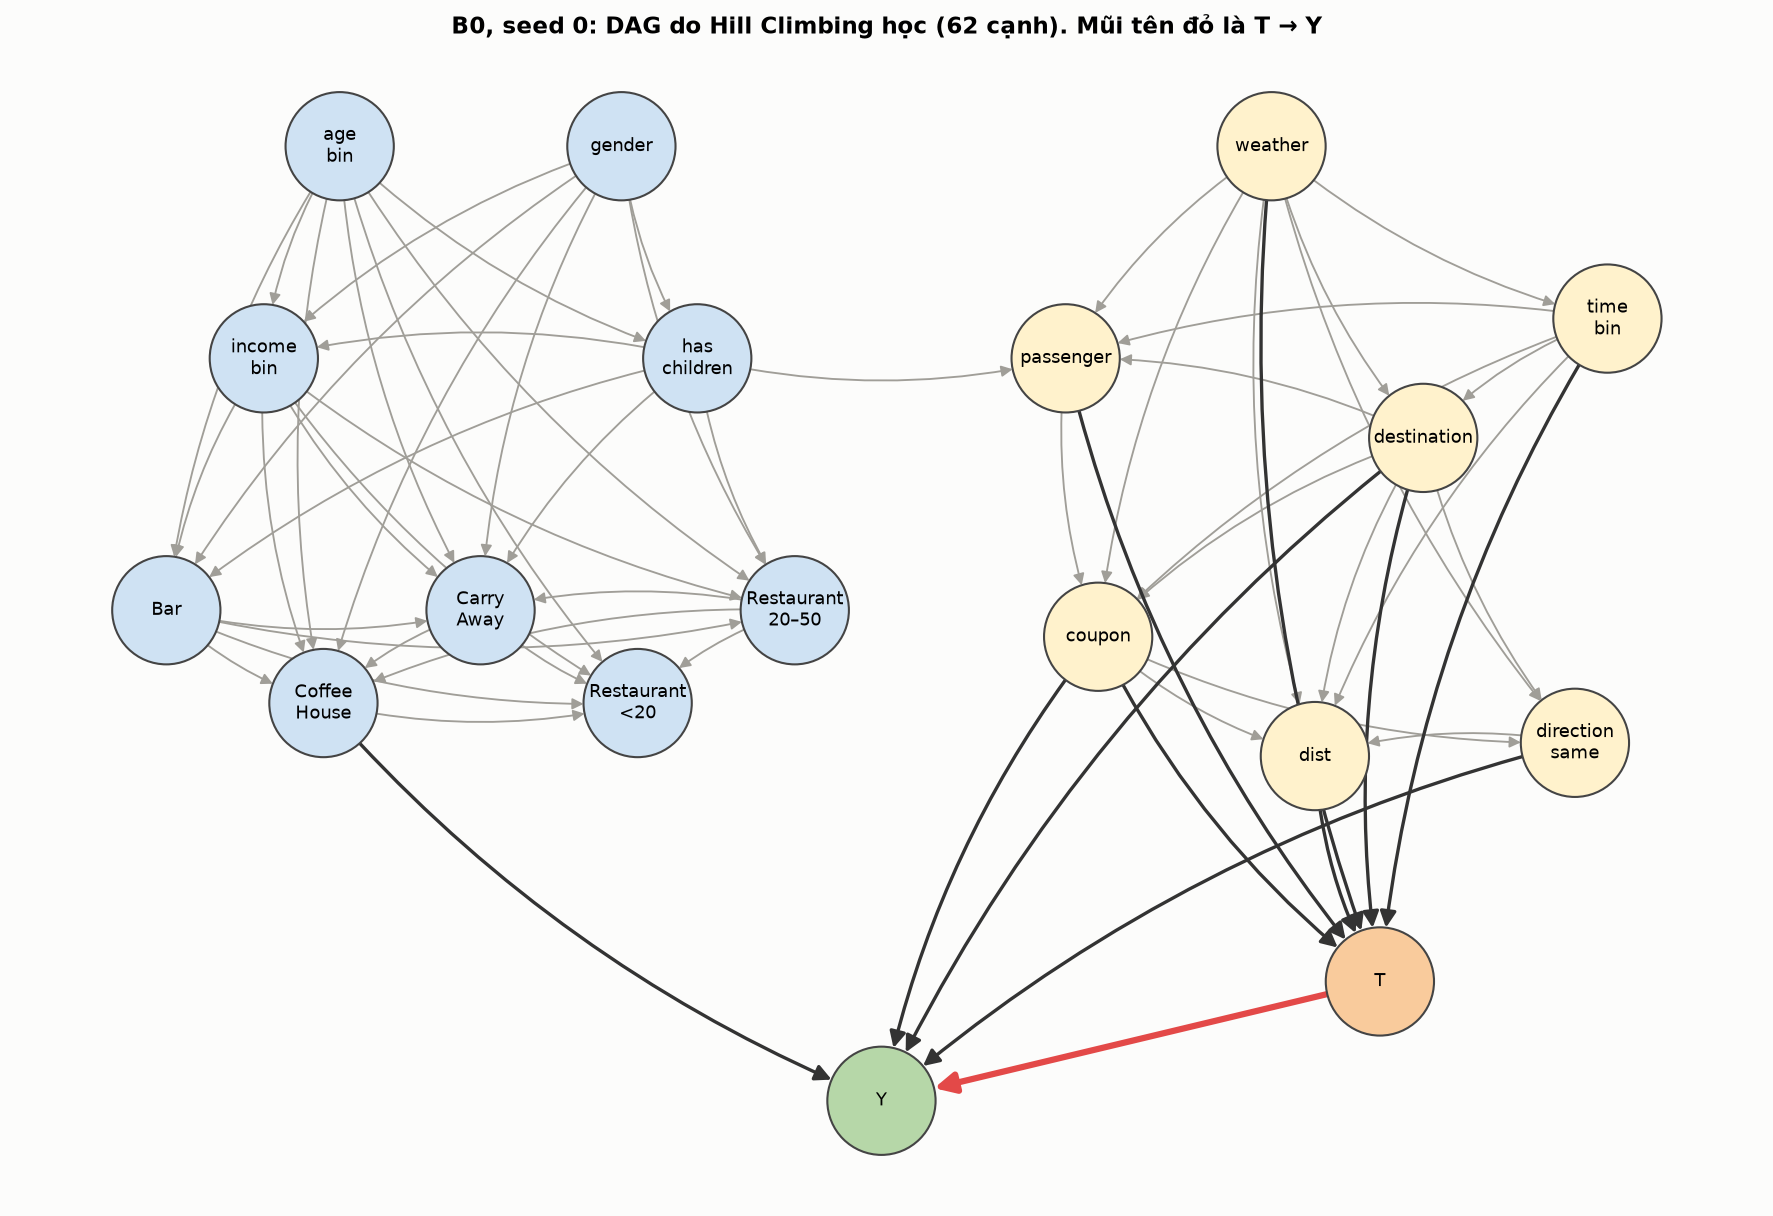 B0, seed 0: DAG do Hill Climbing học (62 cạnh). Mũi tên đỏ là T → Y
age
bin
gender
weather
time
bin
income
bin
has
children
passenger
destination
Bar
Carry
Away
Restaurant
20–50
coupon
Coffee
House
Restaurant
<20
dist
direction
same
T
Y